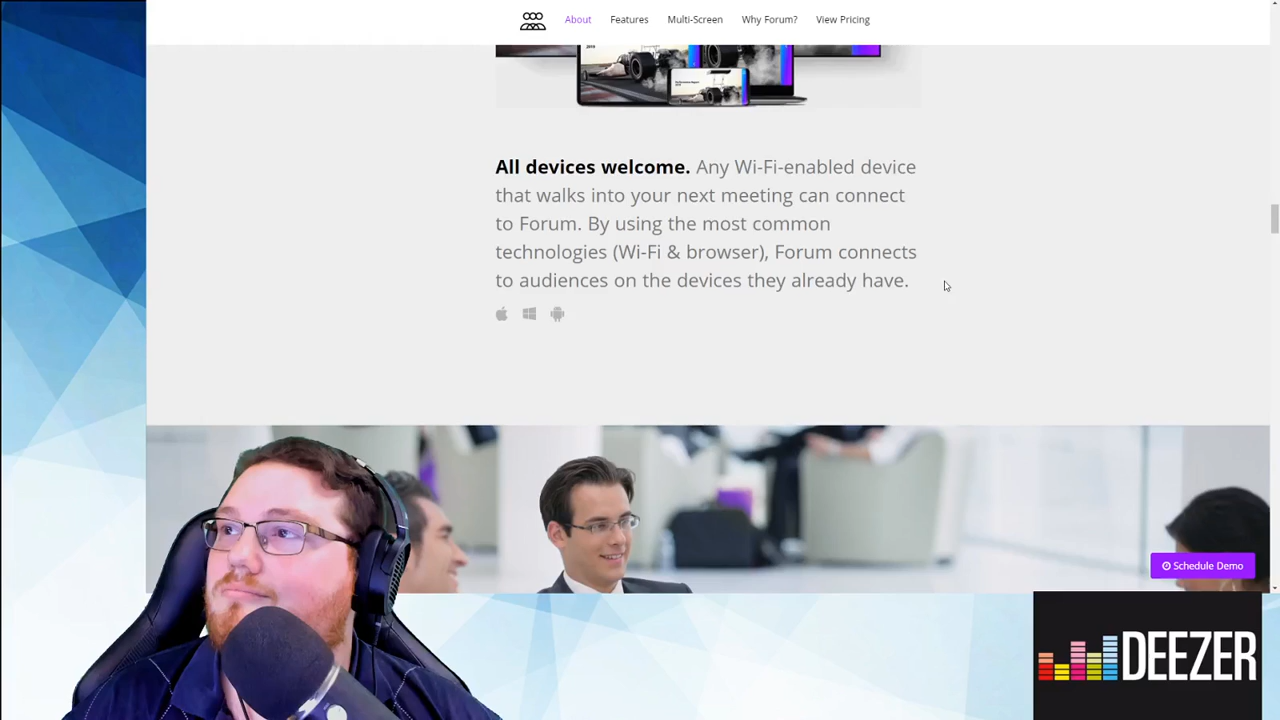 About Features Multi-Screen Why Forum? View Pricing
All devices welcome. Any Wi-Fi-enabled device
that walks into your next meeting can connect
to Forum. By using the most common
technologies (Wi-Fi & browser), Forum connects
to audiences on the devices they already have.
Schedule Demo
DEEZER